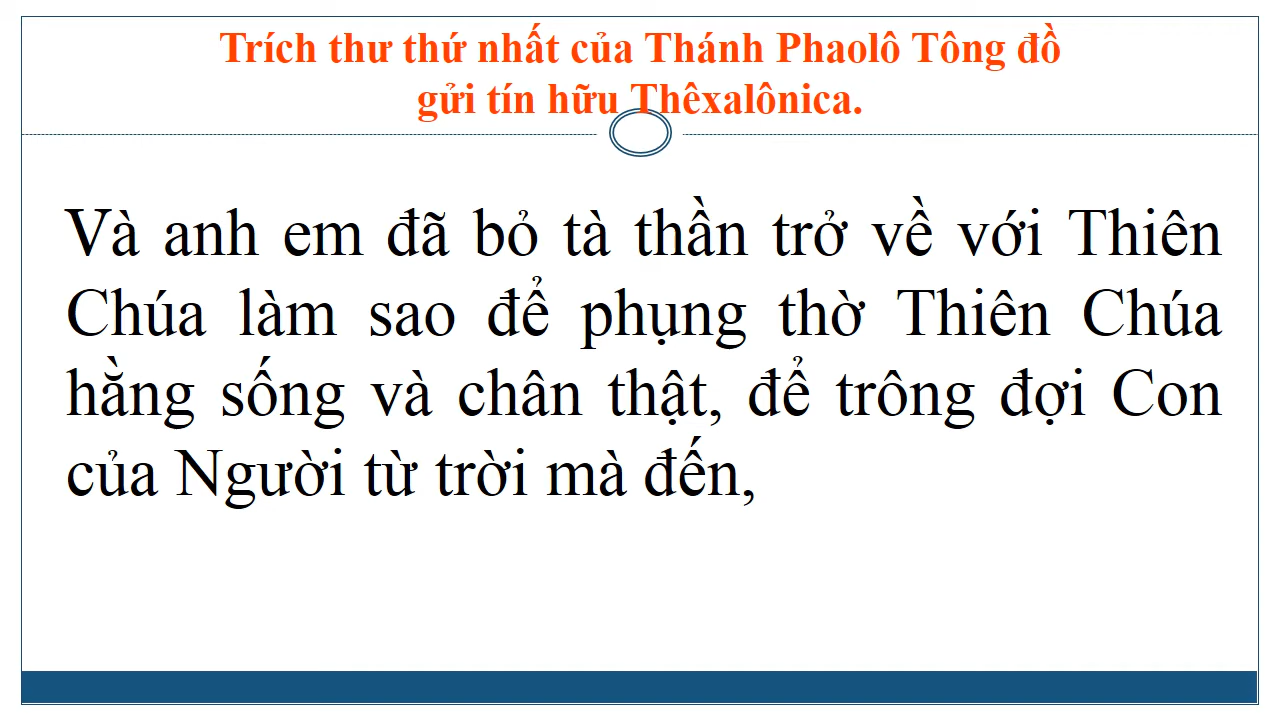 Trích thư thứ nhất của Thánh Phaolô Tông đồ
gửi tín hữu Thêxalônica.
Và anh em đã bỏ tà thần trở về với Thiên
Chúa làm sao để phụng thờ Thiên Chúa
hằng sống và chân thật, để trông đợi Con
của Người từ trời mà đến,